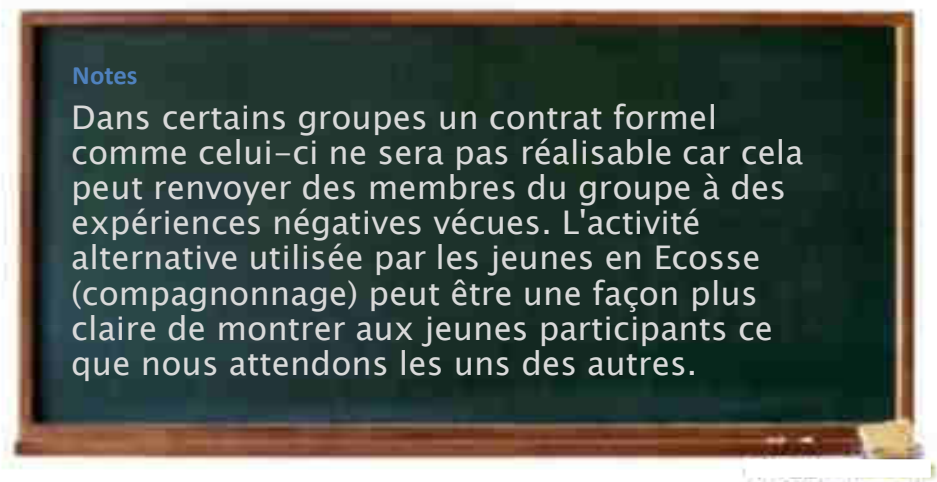 Notes
Dans certains groupes un contrat formel
comme celui-ci ne sera pas réalisable car cela
peut renvoyer des membres du groupe à des
expériences négatives vécues. L'activité
alternative utilisée par les jeunes en Ecosse
(compagnonnage) peut être une façon plus
claire de montrer aux jeunes participants ce
que nous attendons les uns des autres.